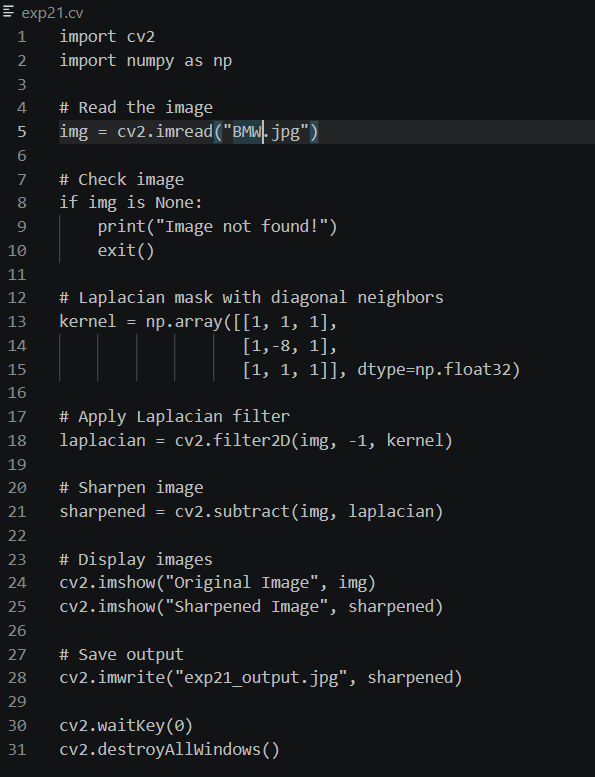 exp21.cv
1 import cv2
2 import numpy as np
3
4 # Read the image
5 img = cv2.imread("BMW.jpg")
6
7 # Check image
8 if img is None:
9     print("Image not found!")
10     exit()
11
12 # Laplacian mask with diagonal neighbors
13 kernel = np.array([[1, 1, 1],
14                    [1,-8, 1],
15                    [1, 1, 1]], dtype=np.float32)
16
17 # Apply Laplacian filter
18 laplacian = cv2.filter2D(img, -1, kernel)
19
20 # Sharpen image
21 sharpened = cv2.subtract(img, laplacian)
22
23 # Display images
24 cv2.imshow("Original Image", img)
25 cv2.imshow("Sharpened Image", sharpened)
26
27 # Save output
28 cv2.imwrite("exp21_output.jpg", sharpened)
29
30 cv2.waitKey(0)
31 cv2.destroyAllWindows()